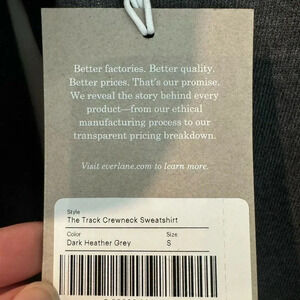 Better factories. Better quality.
Better prices. That's our promise.
We reveal the story behind every
product—from our ethical
manufacturing process to our
transparent pricing breakdown.
Visit everlane.com to learn more.
Style
The Track Crewneck Sweatshirt
Color Size
Dark Heather Grey S